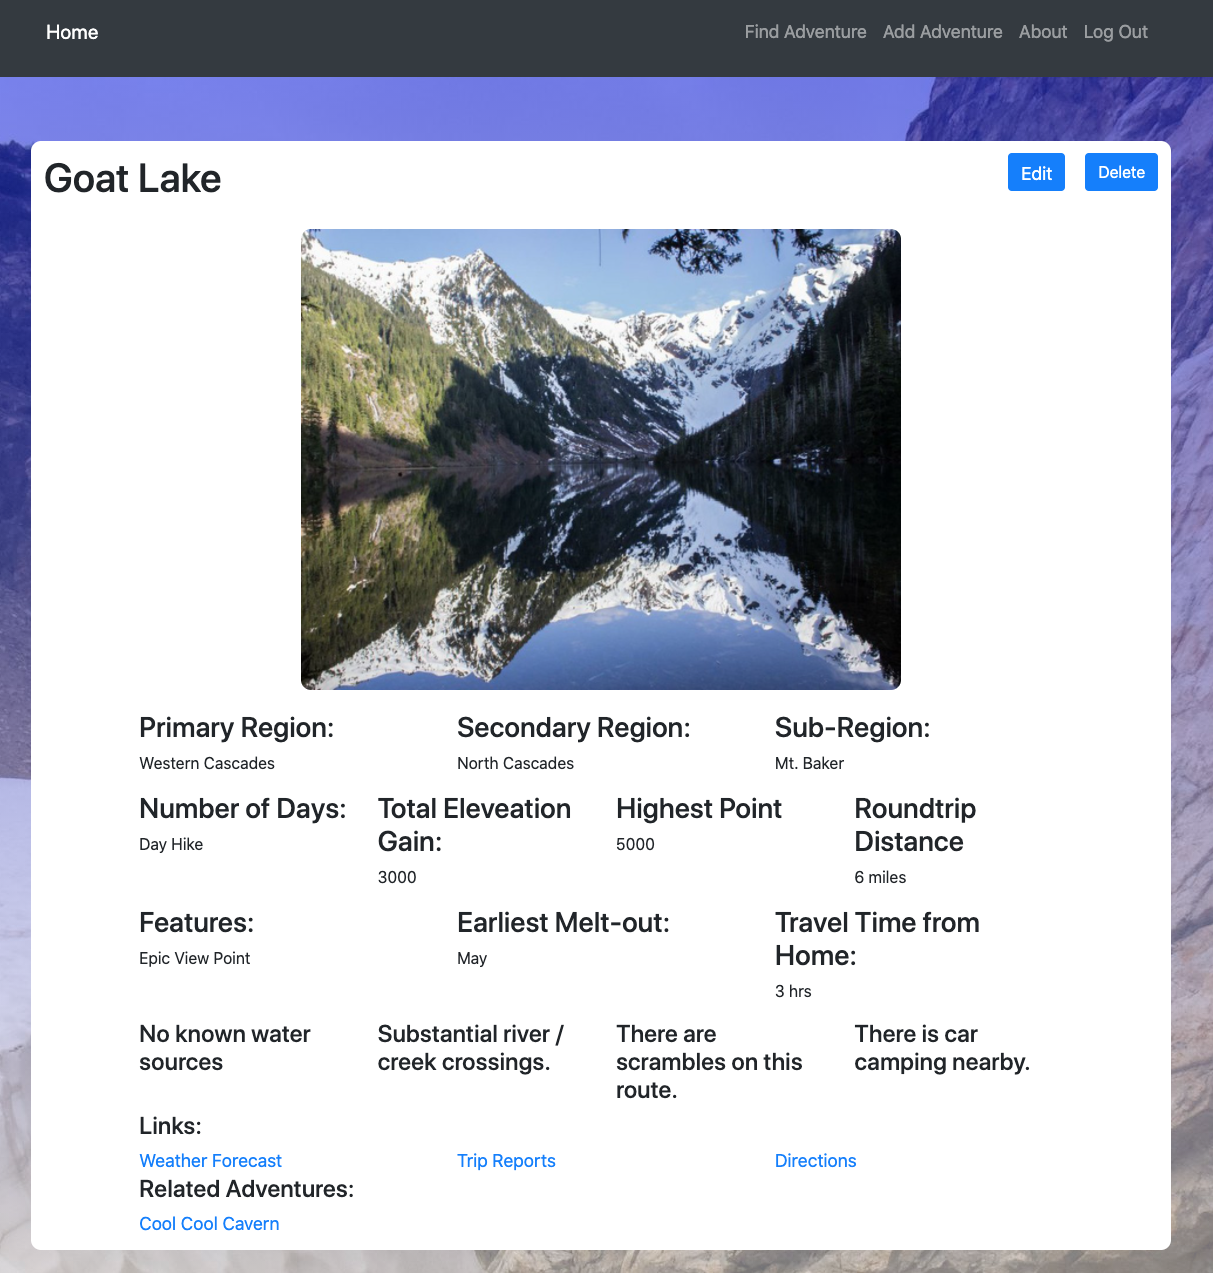 Home Find Adventure Add Adventure About Log Out
Goat Lake Edit Delete
Primary Region: Secondary Region: Sub-Region:
Western Cascades North Cascades Mt. Baker
Number of Days: Total Eleveation Highest Point Roundtrip
Gain: Distance
Day Hike 5000
3000 6 miles
Features: Earliest Melt-out: Travel Time from
Home:
Epic View Point May
3 hrs
No known water Substantial river / There are There is car
sources creek crossings. scrambles on this camping nearby.
route.
Links:
Weather Forecast Trip Reports Directions
Related Adventures:
Cool Cool Cavern